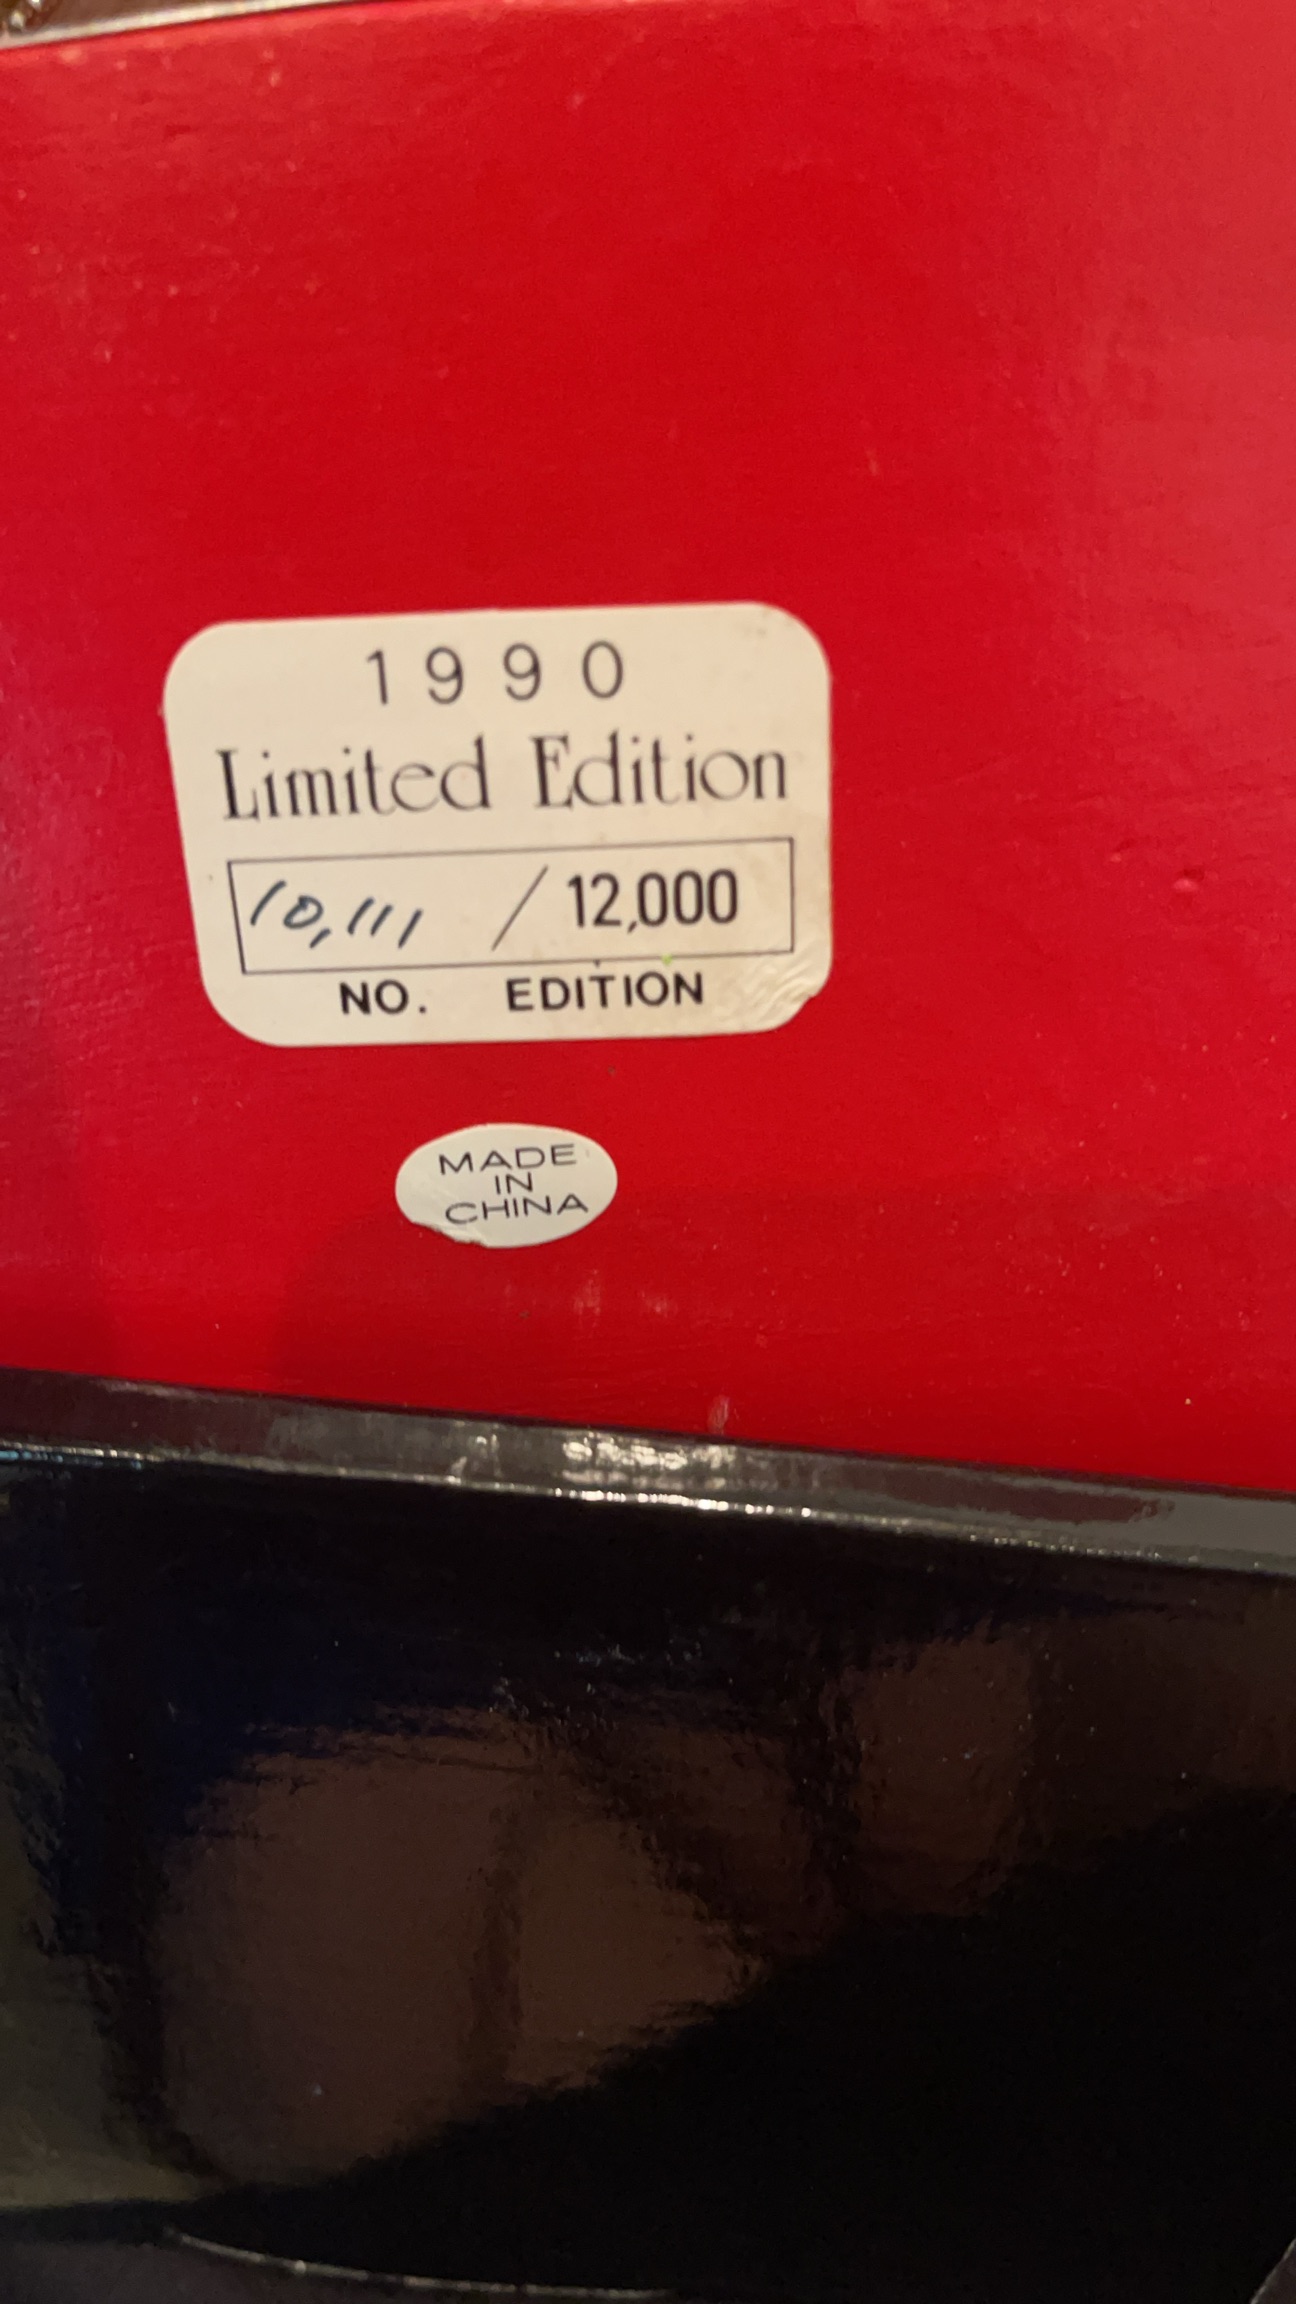 1990
Limited Edition
10,111 / 12,000
NO. EDITION
MADE
IN
CHINA